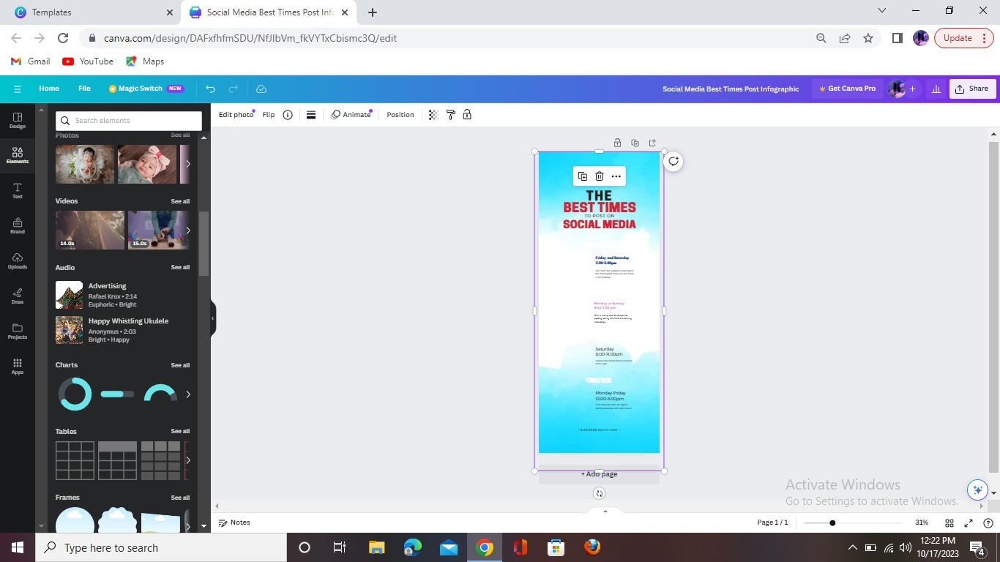 Templates
Social Media Best Times Post Info
canva.com/design/DAFxfhfmSDU/NfJIbVm_fkVYTxCbismc3Q/edit
Update
Gmail
YouTube
Maps
Home
File
Magic Switch NEW
Social Media Best Times Post Infographic
Get Canva Pro
Share
Design
Elements
Text
Brand
Uploads
Draw
Projects
Apps
Search elements
Photos See all
Videos See all
14.0s 15.0s
Audio See all
Advertising
Rafael Krux • 2:14
Euphoric • Bright
Happy Whistling Ukulele
Anonymus • 2:03
Bright • Happy
Charts See all
Tables See all
Frames See all
Edit photo Flip Animate Position
THE
BEST TIMES
TO POST ON
SOCIAL MEDIA
Friday and Saturday
2.00-3.00pm
Monday to Sunday
6:00-7:00 pm
Saturday
8:00-11:00pm
TWITTER
Monday-Friday
12:00-6:00pm
+ Add page
Activate Windows
Go to Settings to activate Windows.
Notes
Page 1 / 1
31%
Type here to search
12:22 PM
10/17/2023
4